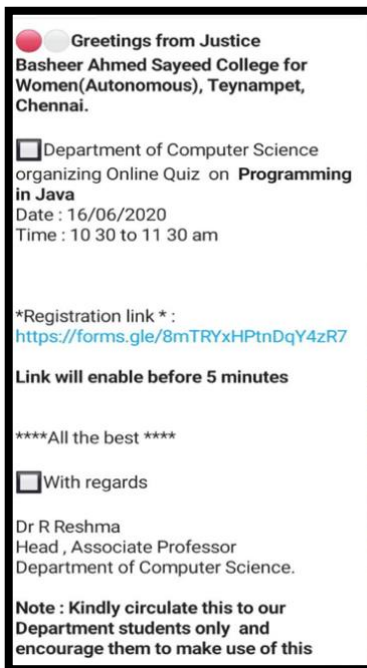 Greetings from Justice
Basheer Ahmed Sayeed College for
Women(Autonomous), Teynampet,
Chennai.
Department of Computer Science
organizing Online Quiz on Programming
in Java
Date : 16/06/2020
Time : 10 30 to 11 30 am
*Registration link * :
https://forms.gle/8mTRYxHPtnDqY4zR7
Link will enable before 5 minutes
****All the best ****
With regards
Dr R Reshma
Head , Associate Professor
Department of Computer Science.
Note : Kindly circulate this to our
Department students only and
encourage them to make use of this